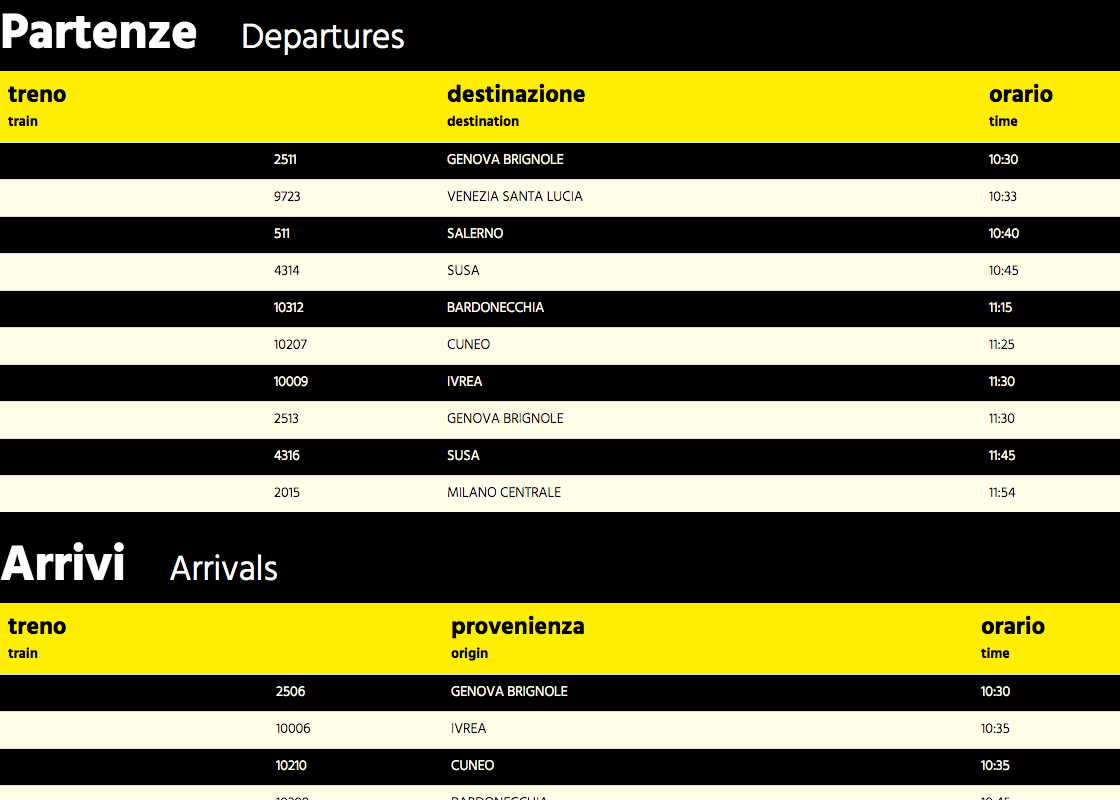 Partenze Departures
treno destinazione orario
train destination time
2511 GENOVA BRIGNOLE 10:30
9723 VENEZIA SANTA LUCIA 10:33
511 SALERNO 10:40
4314 SUSA 10:45
10312 BARDONECCHIA 11:15
10207 CUNEO 11:25
10009 IVREA 11:30
2513 GENOVA BRIGNOLE 11:30
4316 SUSA 11:45
2015 MILANO CENTRALE 11:54
Arrivi Arrivals
treno provenienza orario
train origin time
2506 GENOVA BRIGNOLE 10:30
10006 IVREA 10:35
10210 CUNEO 10:35
BARDONECCHIA